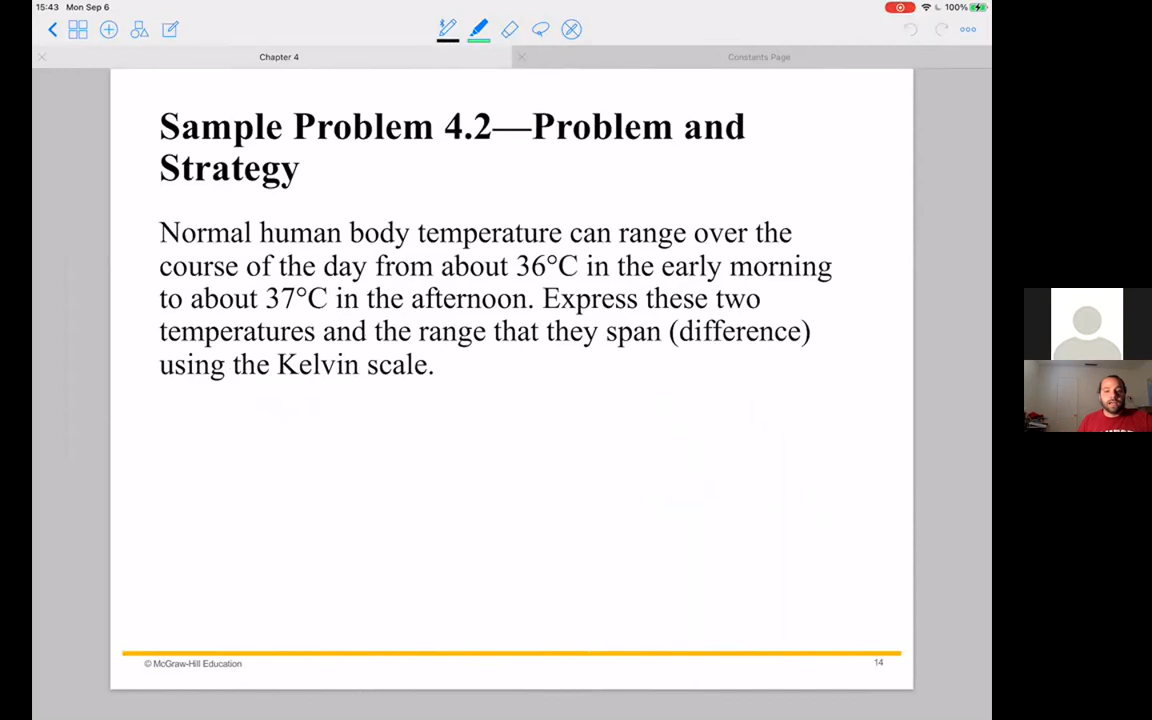 15:43 Mon Sep 6
100%
Chapter 4
Constants Page
Sample Problem 4.2—Problem and
Strategy
Normal human body temperature can range over the
course of the day from about 36°C in the early morning
to about 37°C in the afternoon. Express these two
temperatures and the range that they span (difference)
using the Kelvin scale.
© McGraw-Hill Education
14